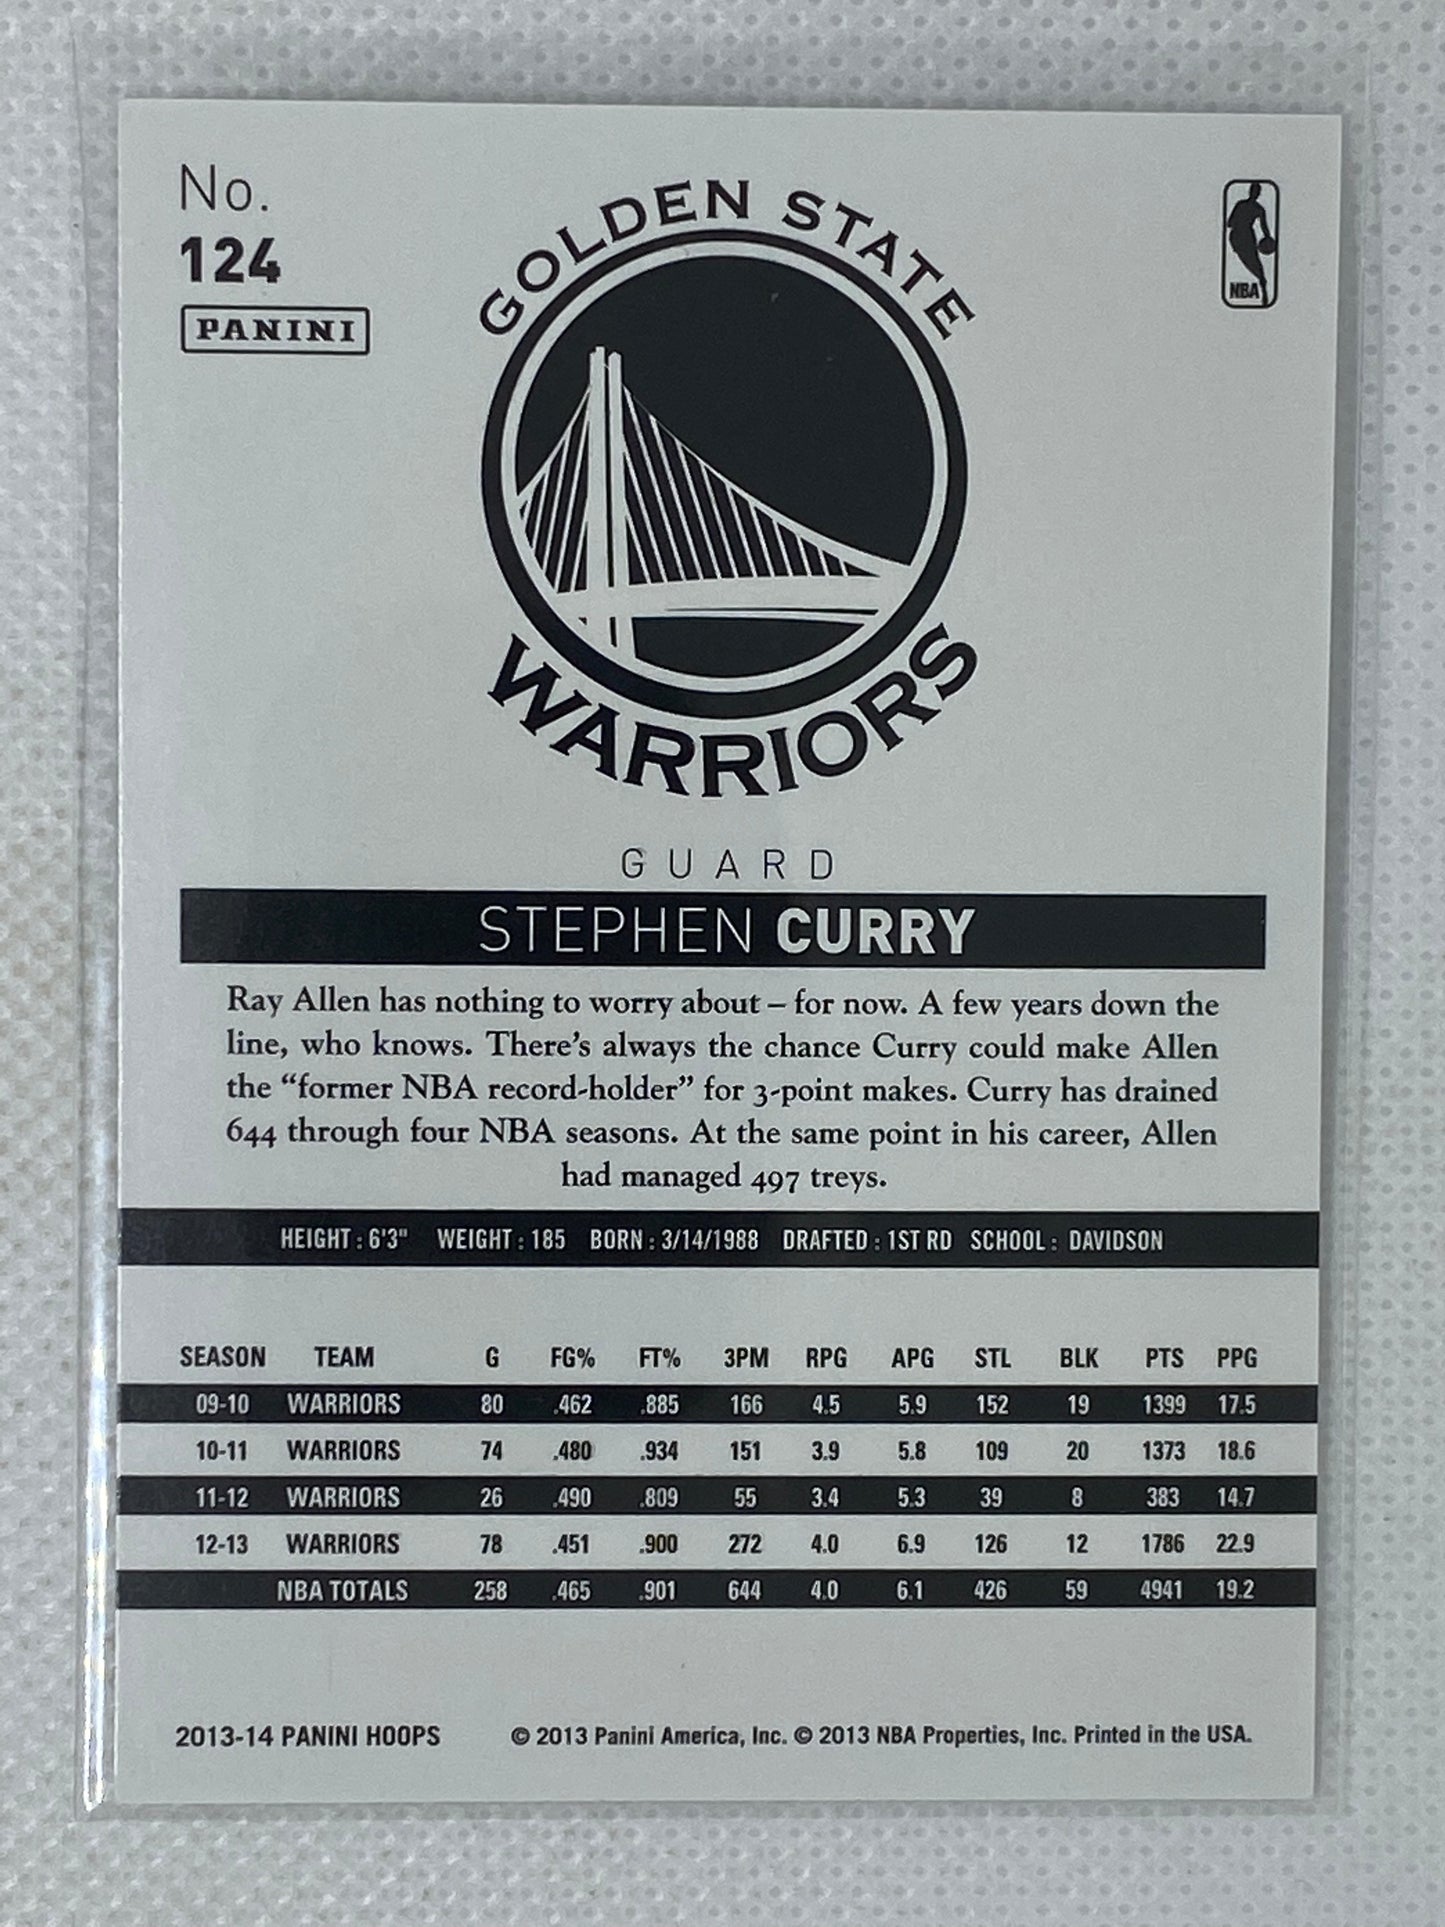 No.
124
PANINI
GOLDEN STATE
WARRIORS
NBA
GUARD
STEPHEN CURRY
Ray Allen has nothing to worry about – for now. A few years down the
line, who knows. There's always the chance Curry could make Allen
the “former NBA record-holder” for 3-point makes. Curry has drained
644 through four NBA seasons. At the same point in his career, Allen
had managed 497 treys.
HEIGHT : 6'3" WEIGHT : 185 BORN : 3/14/1988 DRAFTED : 1ST RD SCHOOL : DAVIDSON
SEASON TEAM G FG% FT% 3PM RPG APG STL BLK PTS PPG
09-10 WARRIORS 80 .462 .885 166 4.5 5.9 152 19 1399 17.5
10-11 WARRIORS 74 .480 .934 151 3.9 5.8 109 20 1373 18.6
11-12 WARRIORS 26 .490 .809 55 3.4 5.3 39 8 383 14.7
12-13 WARRIORS 78 .451 .900 272 4.0 6.9 126 12 1786 22.9
NBA TOTALS 258 .465 .901 644 4.0 6.1 426 59 4941 19.2
2013-14 PANINI HOOPS © 2013 Panini America, Inc. © 2013 NBA Properties, Inc. Printed in the USA.